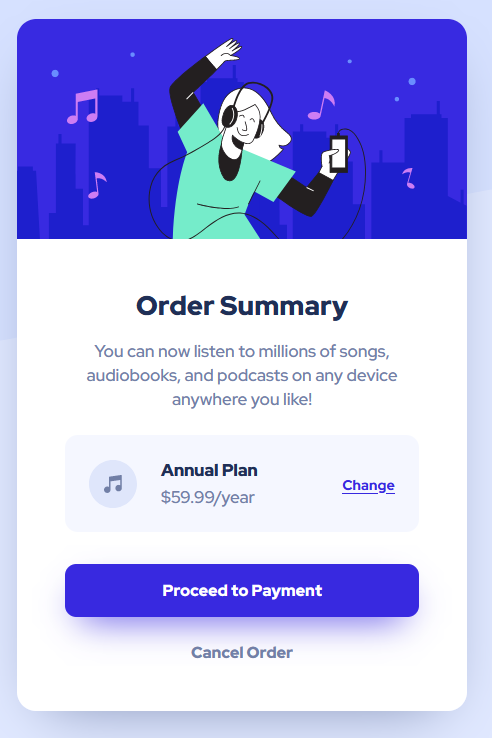 Order Summary
You can now listen to millions of songs,
audiobooks, and podcasts on any device
anywhere you like!
Annual Plan
$59.99/year
Change
Proceed to Payment
Cancel Order